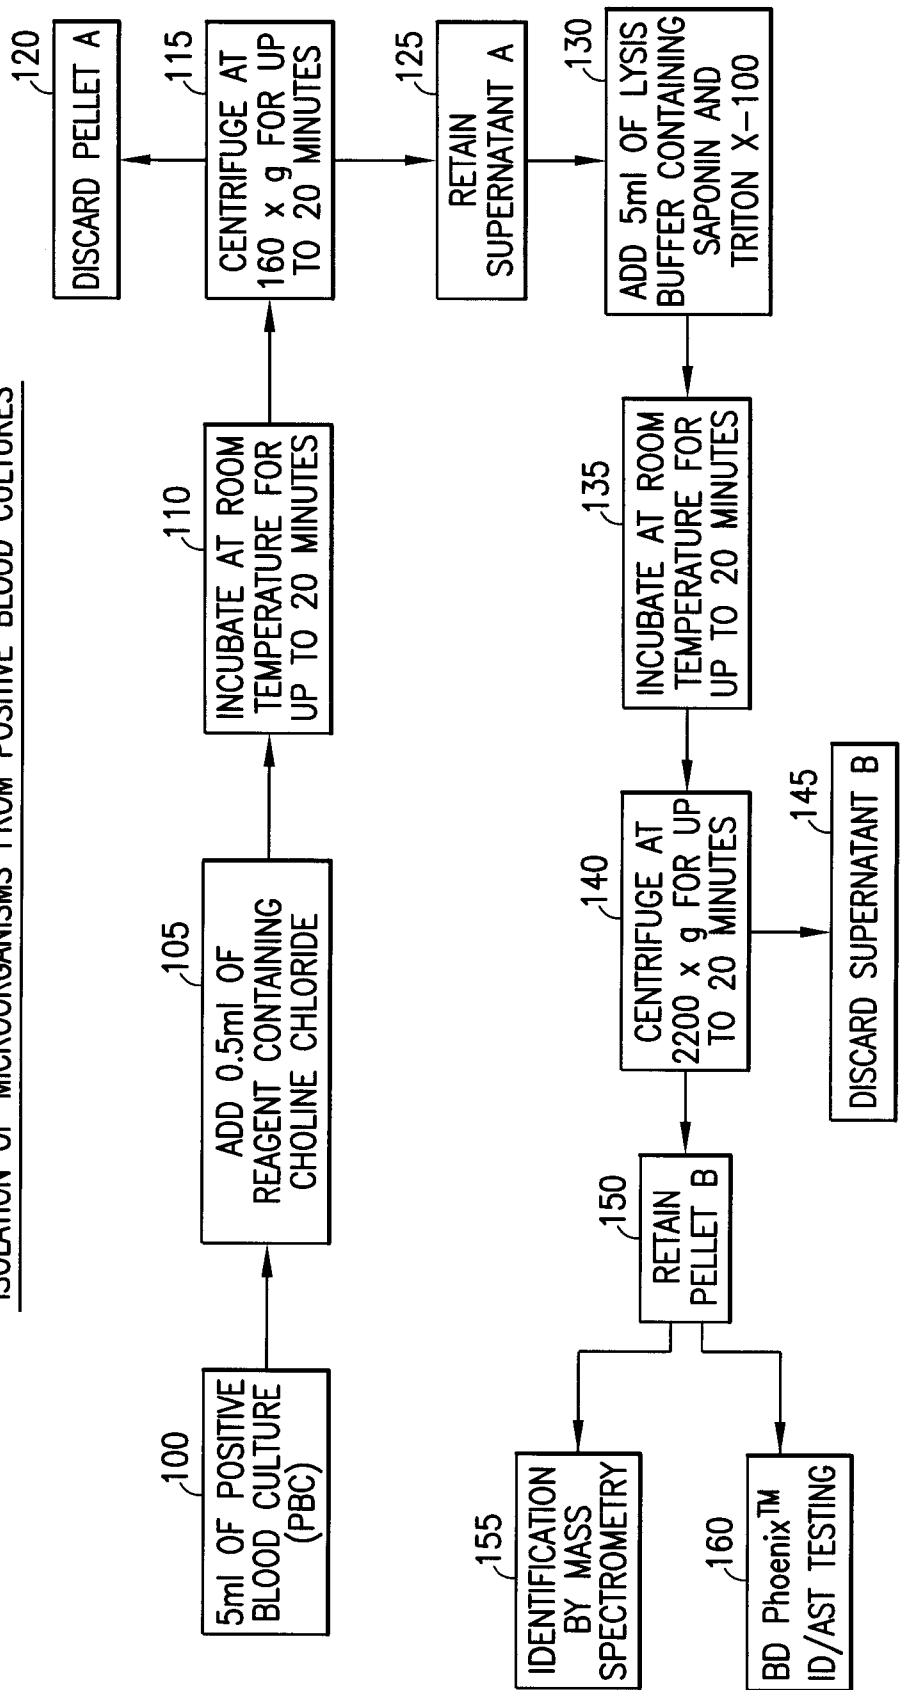 ISOLATION OF MICROORGANISMS FROM POSITIVE BLOOD CULTURES
100
5ml OF POSITIVE
BLOOD CULTURE
(PBC)
105
ADD 0.5ml OF
REAGENT CONTAINING
CHOLINE CHLORIDE
110
INCUBATE AT ROOM
TEMPERATURE FOR
UP TO 20 MINUTES
115
CENTRIFUGE AT
160 x g FOR UP
TO 20 MINUTES
120
DISCARD PELLET A
125
RETAIN
SUPERNATANT A
130
ADD 5ml OF LYSIS
BUFFER CONTAINING
SAPONIN AND
TRITON X-100
135
INCUBATE AT ROOM
TEMPERATURE FOR
UP TO 20 MINUTES
140
CENTRIFUGE AT
2200 x g FOR UP
TO 20 MINUTES
145
DISCARD SUPERNATANT B
150
RETAIN
PELLET B
155
IDENTIFICATION
BY MASS
SPECTROMETRY
160
BD Phoenix™
ID/AST TESTING